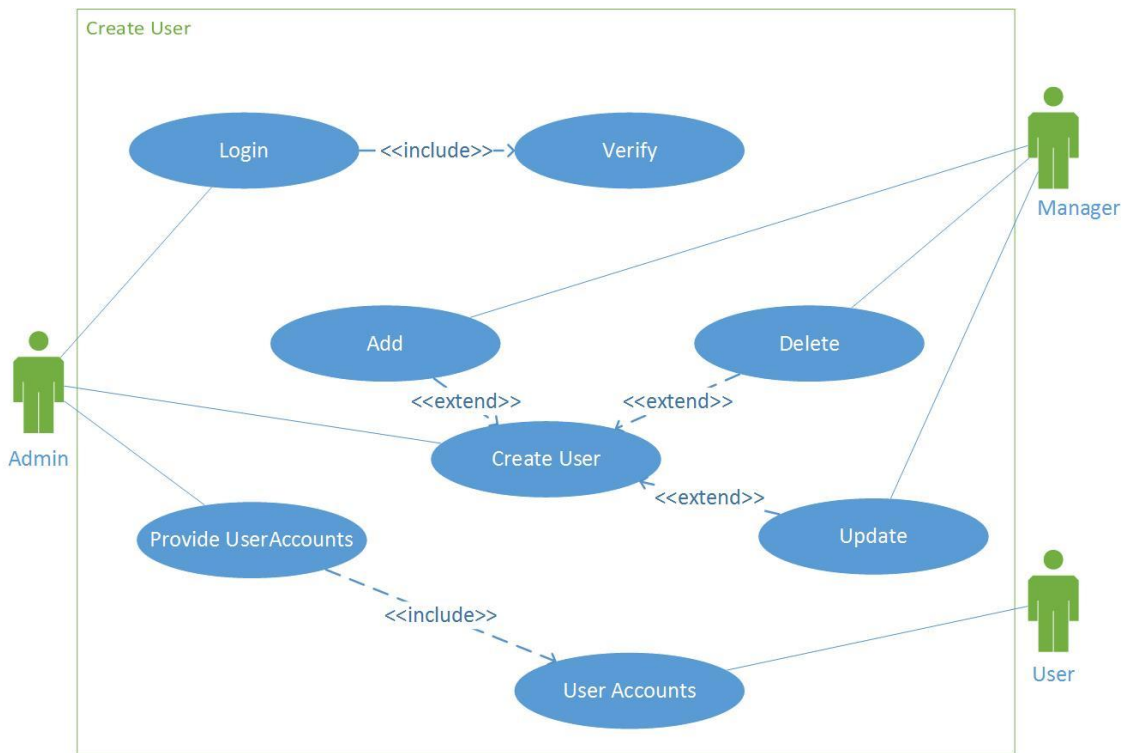 Create User
Login
<<include>>
Verify
Manager
Add
Delete
<<extend>>
<<extend>>
Admin
Create User
<<extend>>
Provide UserAccounts
Update
<<include>>
User Accounts
User